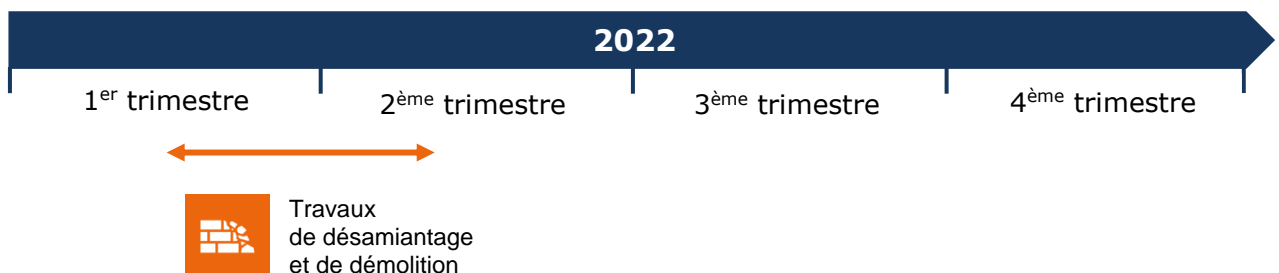 2022
1er trimestre
2ème trimestre
3ème trimestre
4ème trimestre
Travaux
de désamiantage
et de démolition